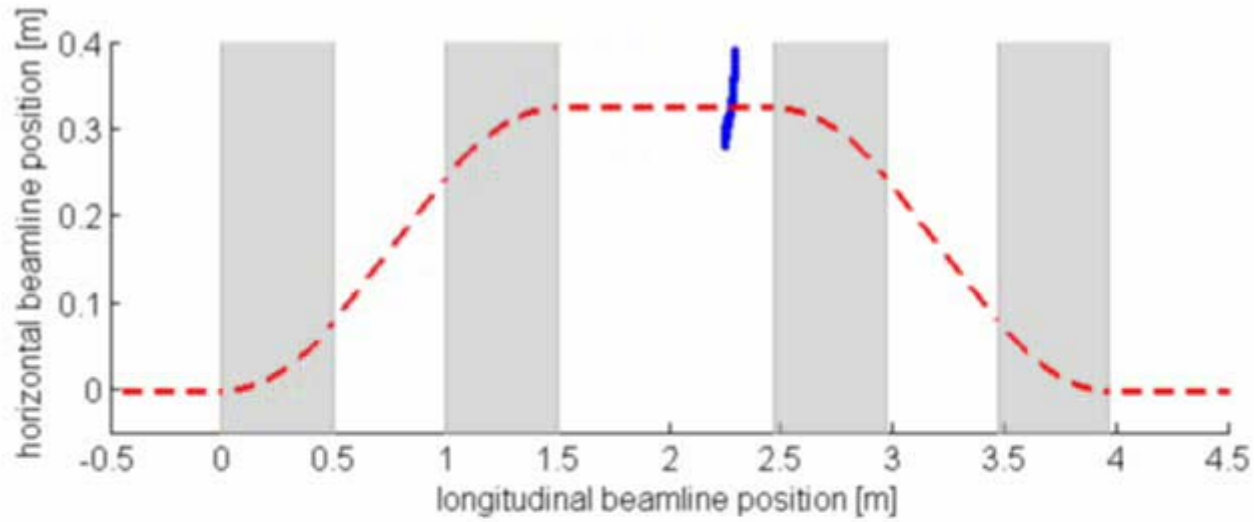 horizontal beamline position [m]
0.4
0.3
0.2
0.1
0
-0.5 0 0.5 1 1.5 2 2.5 3 3.5 4 4.5
longitudinal beamline position [m]